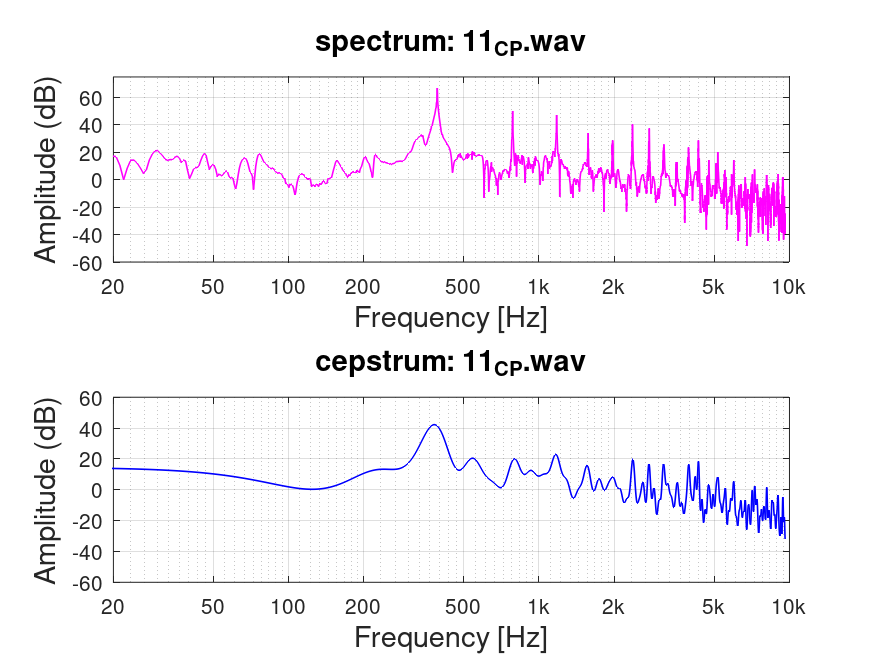 spectrum: 11CP.wav
Amplitude (dB)
60
40
20
0
-20
-40
-60
20 50 100 200 500 1k 2k 5k 10k
Frequency [Hz]
cepstrum: 11CP.wav
Amplitude (dB)
60
40
20
0
-20
-40
-60
20 50 100 200 500 1k 2k 5k 10k
Frequency [Hz]